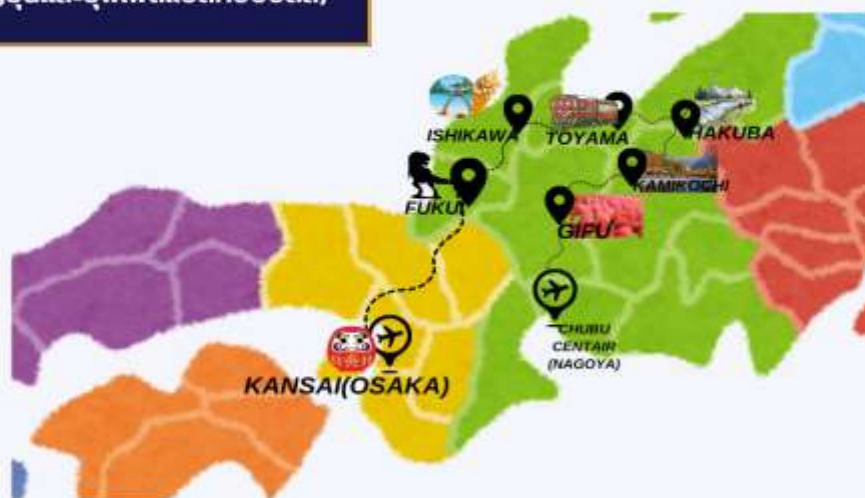 ISHIKAWA
TOYAMA
HAKUBA
KAMIKOCHI
FUKUI
GIFU
CHUBU
CENTAIR
(NAGOYA)
KANSAI(OSAKA)